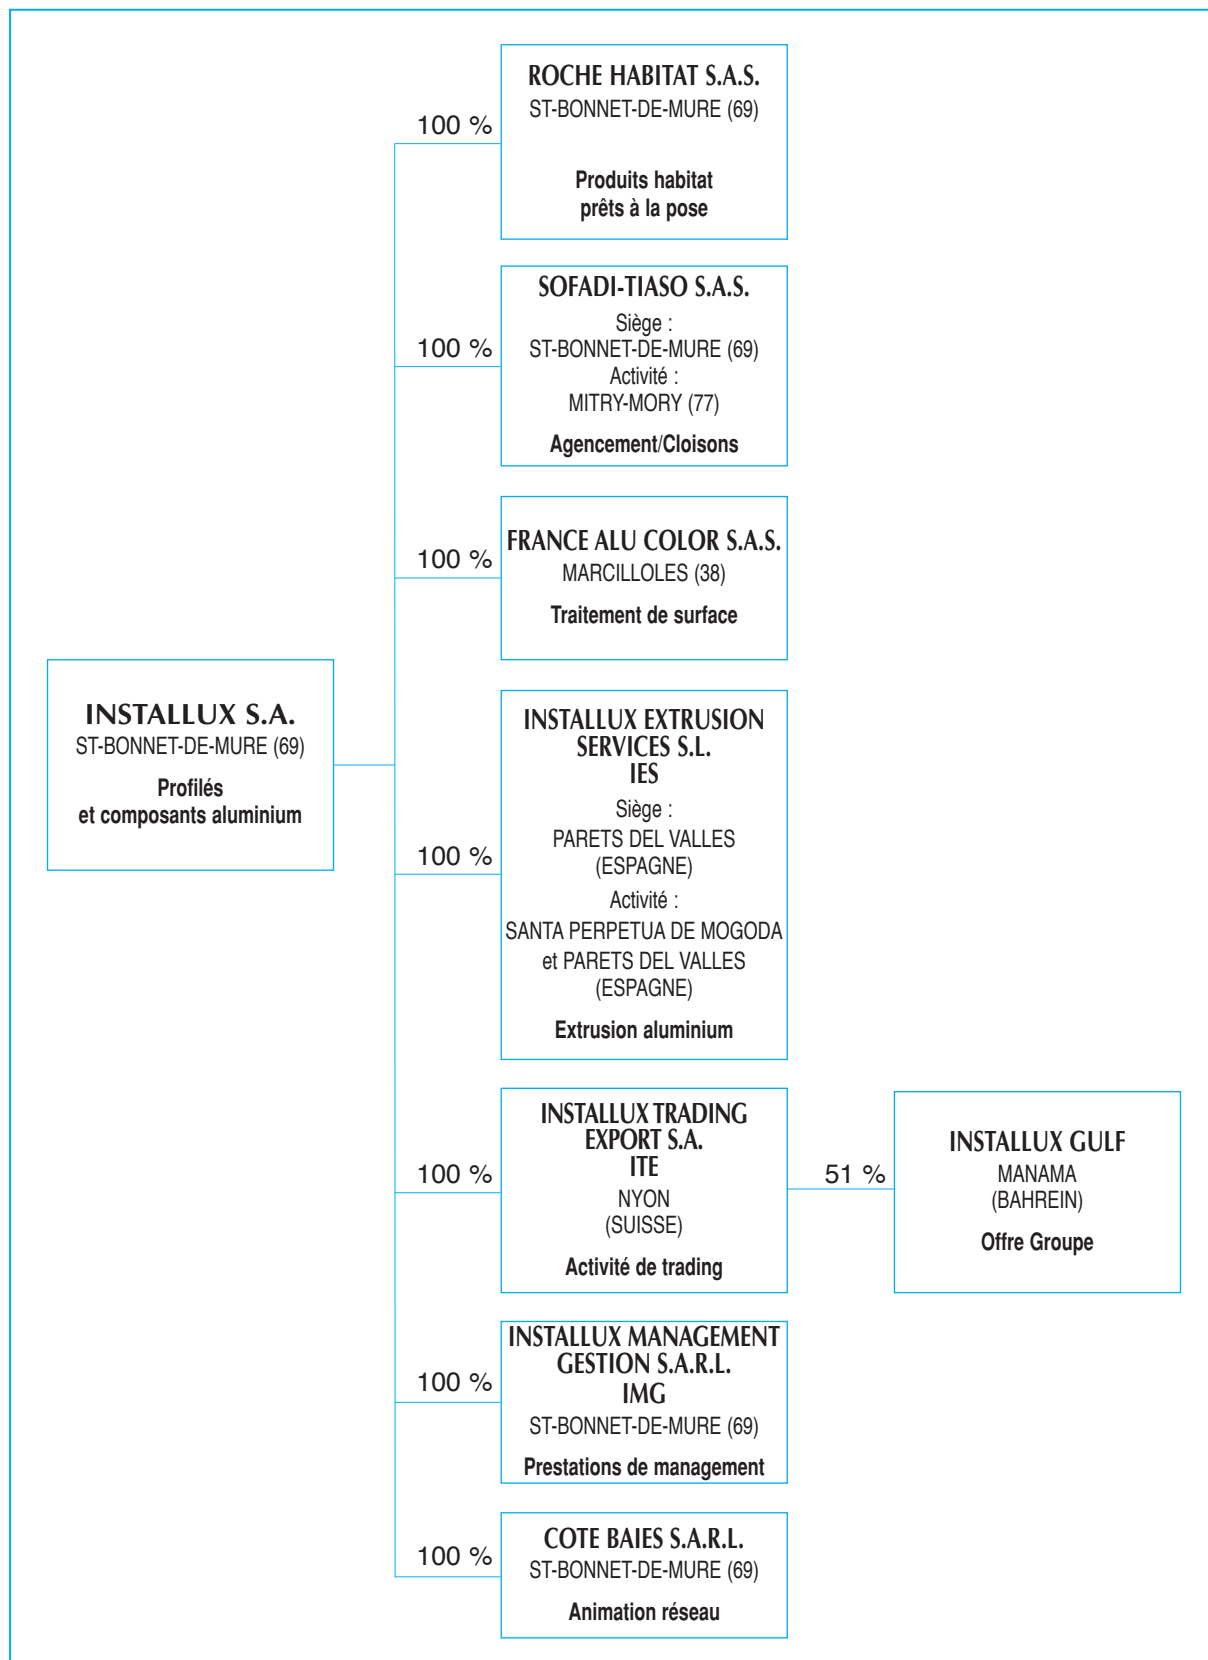 ROCHE HABITAT S.A.S.
ST-BONNET-DE-MURE (69)
100 %
Produits habitat
prêts à la pose
SOFADI-TIASO S.A.S.
Siège :
ST-BONNET-DE-MURE (69)
100 %
Activité :
MITRY-MORY (77)
Agencement/Cloisons
FRANCE ALU COLOR S.A.S.
100 %
MARCILLOLES (38)
Traitement de surface
INSTALLUX S.A.
ST-BONNET-DE-MURE (69)
Profilés
et composants aluminium
INSTALLUX EXTRUSION
SERVICES S.L.
IES
Siège :
PARETS DEL VALLES
(ESPAGNE)
100 %
Activité :
SANTA PERPETUA DE MOGODA
et PARETS DEL VALLES
(ESPAGNE)
Extrusion aluminium
INSTALLUX TRADING
EXPORT S.A.
ITE
100 %
NYON
(SUISSE)
Activité de trading
51 %
INSTALLUX GULF
MANAMA
(BAHREIN)
Offre Groupe
INSTALLUX MANAGEMENT
GESTION S.A.R.L.
IMG
100 %
ST-BONNET-DE-MURE (69)
Prestations de management
COTE BAIES S.A.R.L.
100 %
ST-BONNET-DE-MURE (69)
Animation réseau